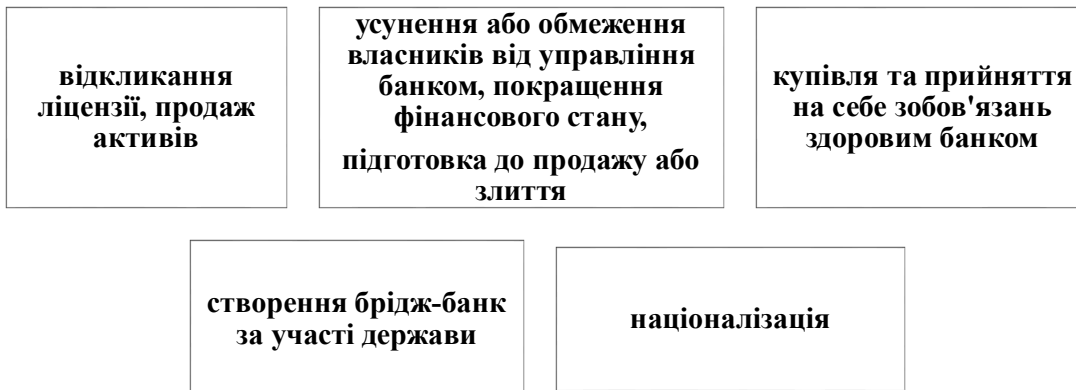 відкликання
ліцензії, продаж
активів
усунення або обмеження
власників від управління
банком, покращення
фінансового стану,
підготовка до продажу або
злиття
купівля та прийняття
на себе зобов'язань
здоровим банком
створення брідж-банк
за участі держави
націоналізація